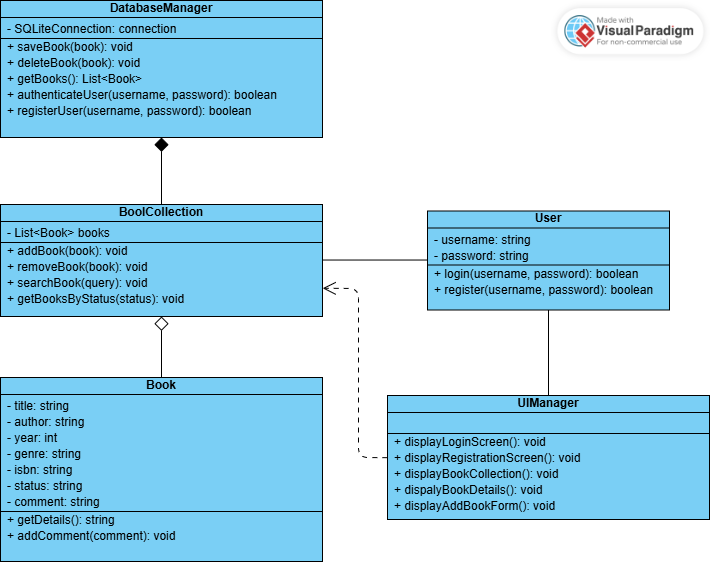 DatabaseManager
- SQLiteConnection: connection
+ saveBook(book): void
+ deleteBook(book): void
+ getBooks(): List<Book>
+ authenticateUser(username, password): boolean
+ registerUser(username, password): boolean
Made with
Visual Paradigm
For non-commercial use
BoolCollection
- List<Book> books
+ addBook(book): void
+ removeBook(book): void
+ searchBook(query): void
+ getBooksByStatus(status): void
User
- username: string
- password: string
+ login(username, password): boolean
+ register(username, password): boolean
Book
- title: string
- author: string
- year: int
- genre: string
- isbn: string
- status: string
- comment: string
+ getDetails(): string
+ addComment(comment): void
UIManager
+ displayLoginScreen(): void
+ displayRegistrationScreen(): void
+ displayBookCollection(): void
+ dispalyBookDetails(): void
+ displayAddBookForm(): void